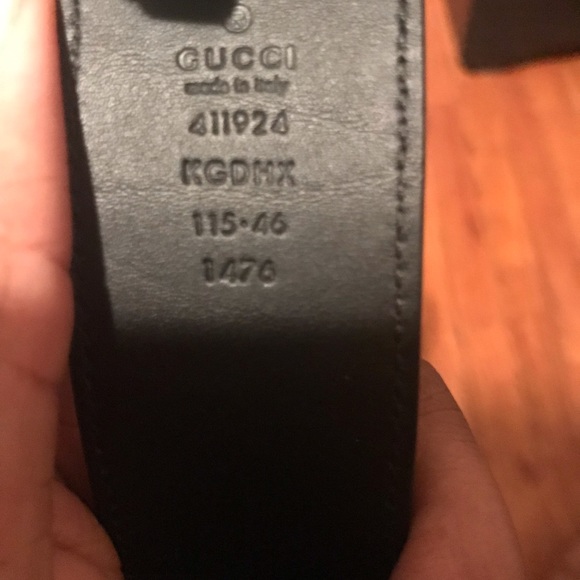 ®
GUCCI
made in Italy
411924
KGDHX
115·46
1476